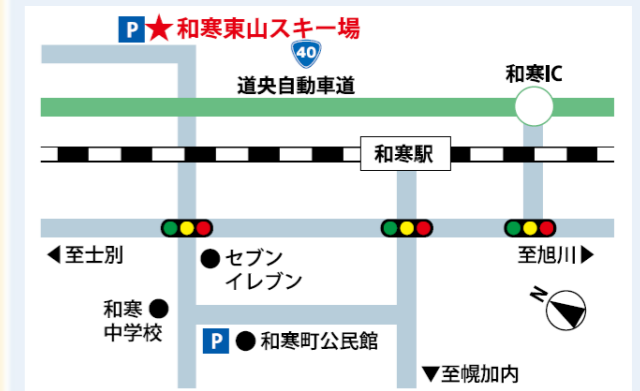 P★和寒東山スキー場
40
道央自動車道
和寒IC
和寒駅
◀至士別
セブン
イレブン
至旭川▶
N
和寒
中学校
P ●和寒町公民館
▼至幌加内